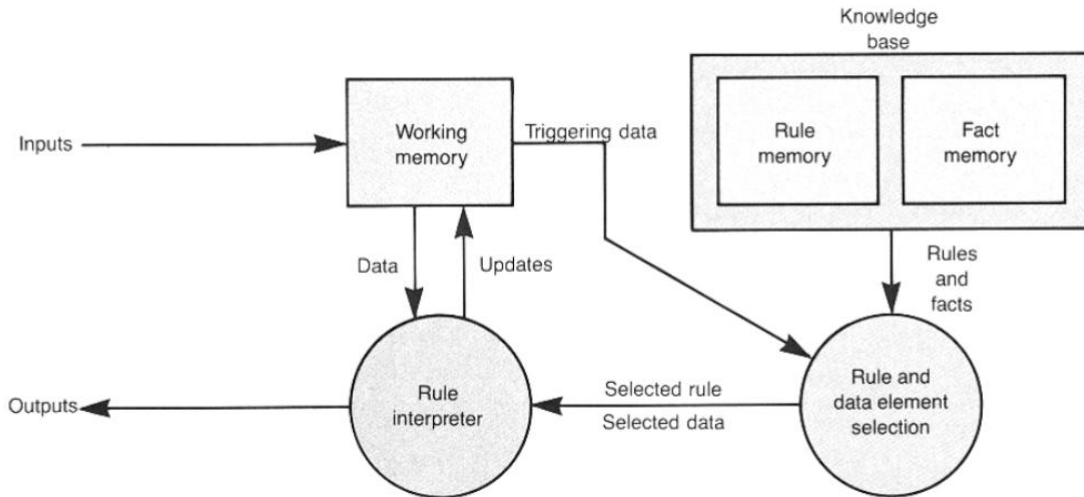 Knowledge
base
Inputs
Working
memory
Triggering data
Rule
memory
Fact
memory
Data
Updates
Rules
and
facts
Outputs
Rule
interpreter
Selected rule
Selected data
Rule and
data element
selection